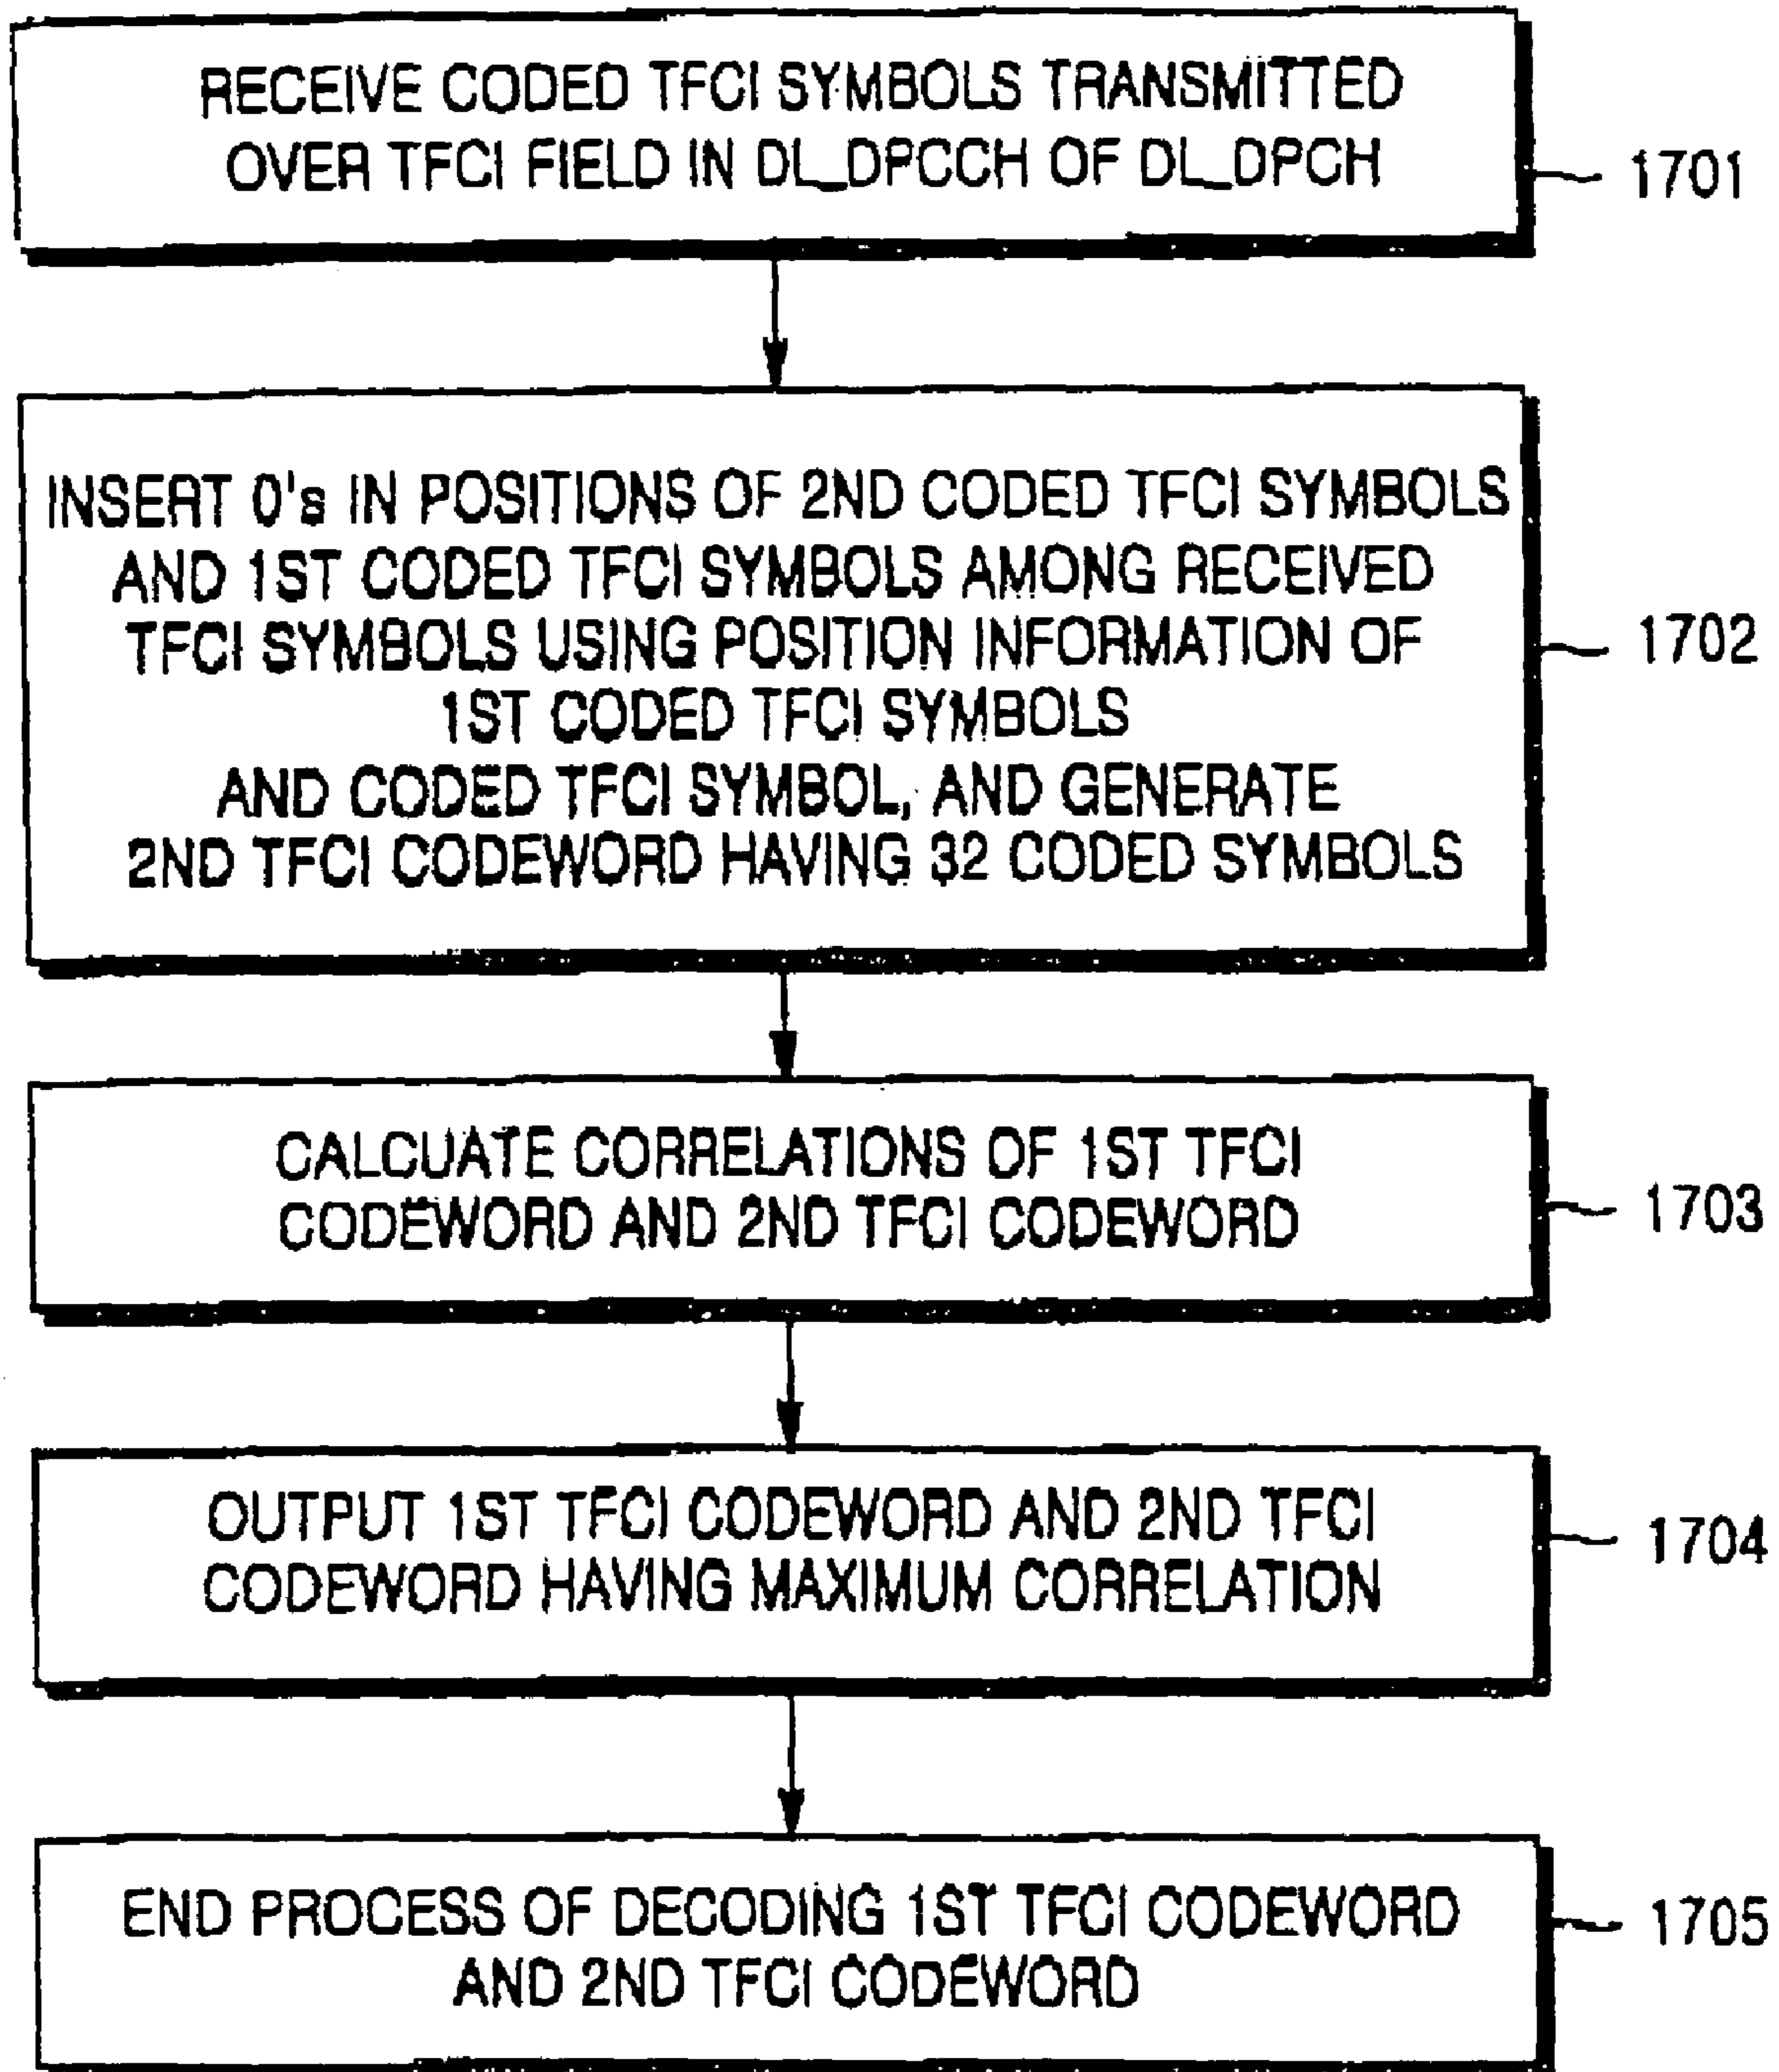 RECEIVE CODED TFCI SYMBOLS TRANSMITTED
OVER TFCI FIELD IN DL_DPCCH OF DL_DPCH
1701
INSERT 0's IN POSITIONS OF 2ND CODED TFCI SYMBOLS
AND 1ST CODED TFCI SYMBOLS AMONG RECEIVED
TFCI SYMBOLS USING POSITION INFORMATION OF
1ST CODED TFCI SYMBOLS
AND CODED TFCI SYMBOL, AND GENERATE
2ND TFCI CODEWORD HAVING 32 CODED SYMBOLS
1702
CALCUATE CORRELATIONS OF 1ST TFCI
CODEWORD AND 2ND TFCI CODEWORD
1703
OUTPUT 1ST TFCI CODEWORD AND 2ND TFCI
CODEWORD HAVING MAXIMUM CORRELATION
1704
END PROCESS OF DECODING 1ST TFCI CODEWORD
AND 2ND TFCI CODEWORD
1705